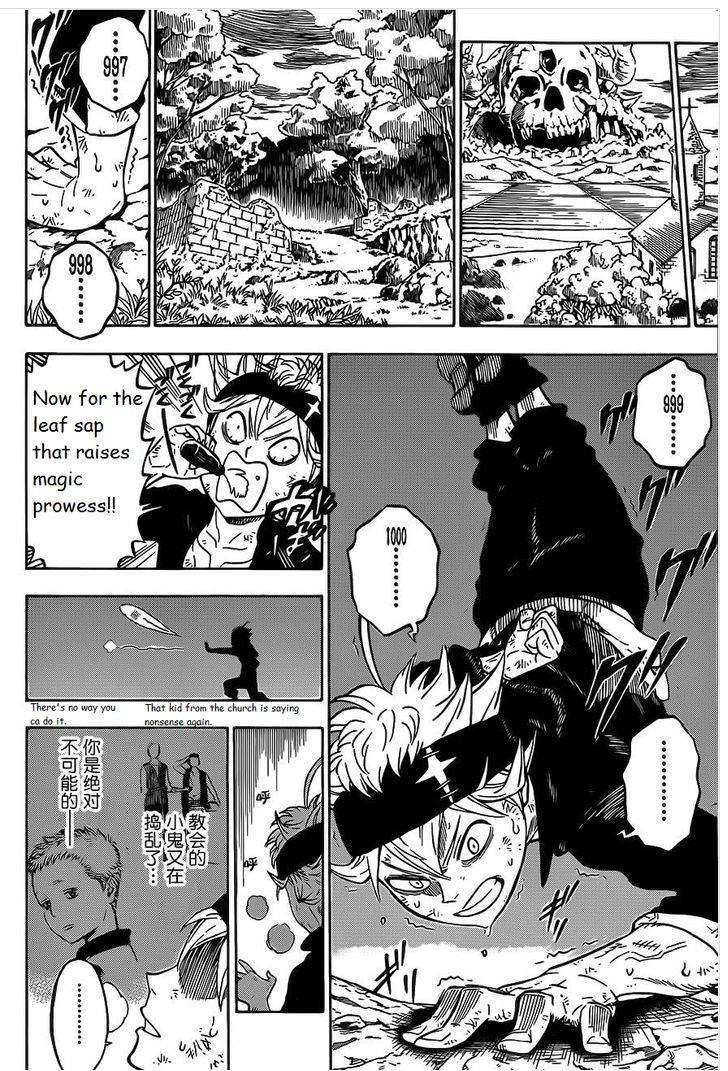 ……
997
……
998
……
……
999
……
1000
……
……
Now for the
leaf sap
that raises
magic
prowess!!
There's no way you
ca do it.
That kid from the church is saying
nonsense again.
呼
呼
教会的
小鬼又在
捣乱了…
你是绝对
不可能的——
……